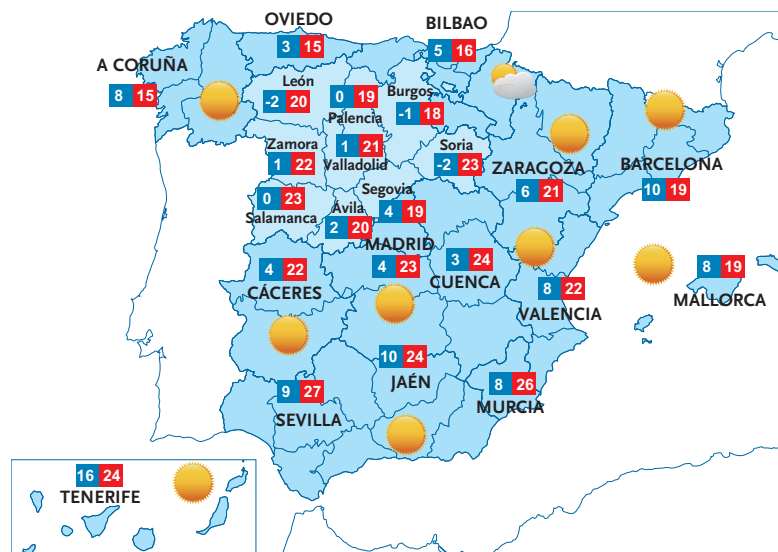 OVIEDO
3 15
BILBAO
5 16
A CORUÑA
8 15
León
-2 20
0 19
Palencia
Burgos
-1 18
Zamora
1 22
1 21
Valladolid
Soria
-2 23
ZARAGOZA
6 21
BARCELONA
10 19
0 23
Salamanca
Ávila
2 20
Segovia
4 19
MADRID
4 23
3 24
CUENCA
4 22
CÁCERES
8 22
VALENCIA
8 19
MALLORCA
10 24
JAÉN
9 27
SEVILLA
8 26
MURCIA
16 24
TENERIFE